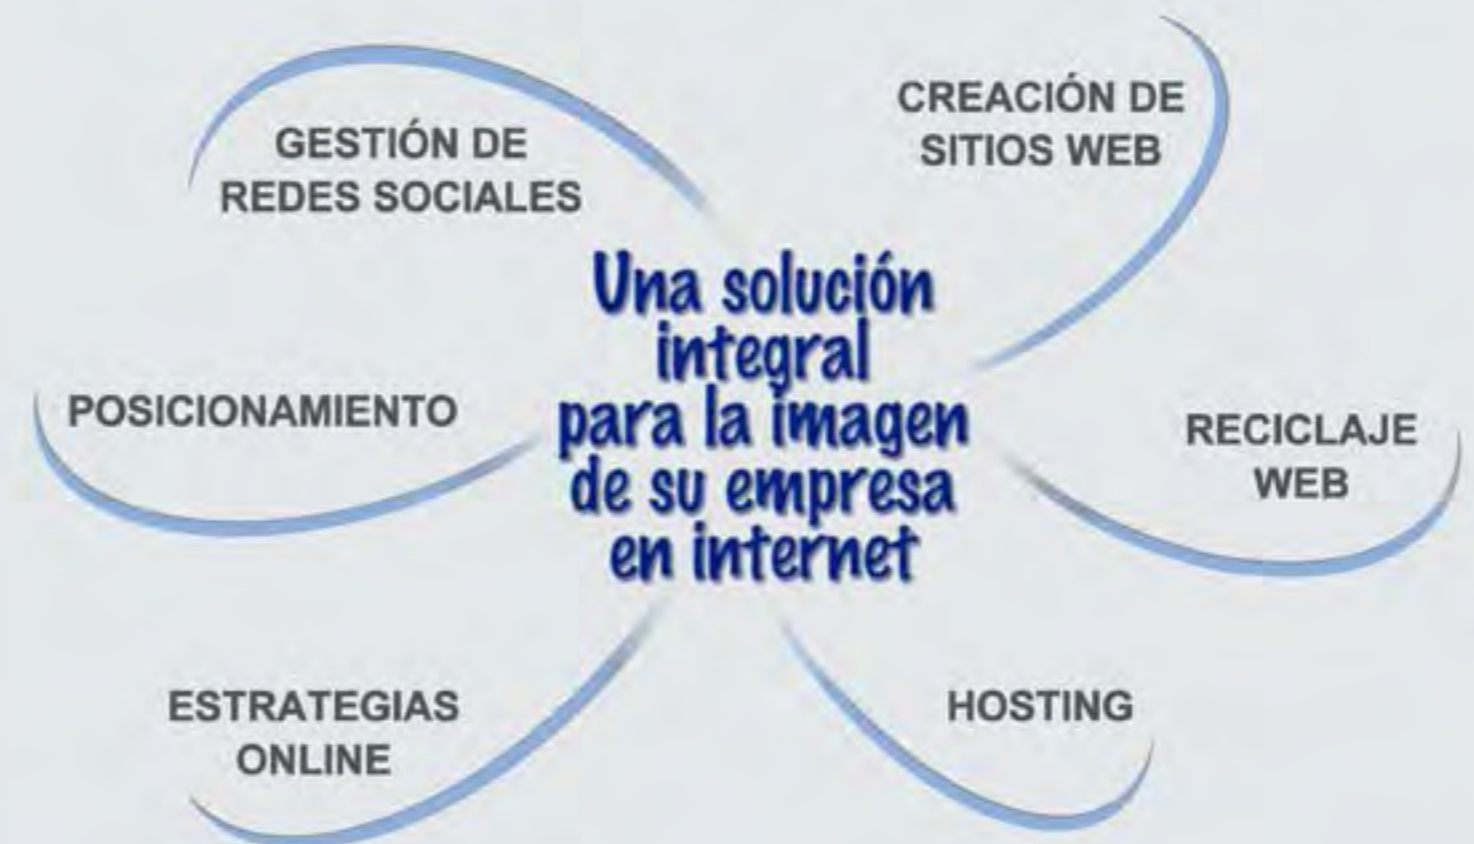 GESTIÓN DE
REDES SOCIALES
CREACIÓN DE
SITIOS WEB
Una solución
integral
para la imagen
de su empresa
en internet
POSICIONAMIENTO
RECICLAJE
WEB
ESTRATEGIAS
ONLINE
HOSTING